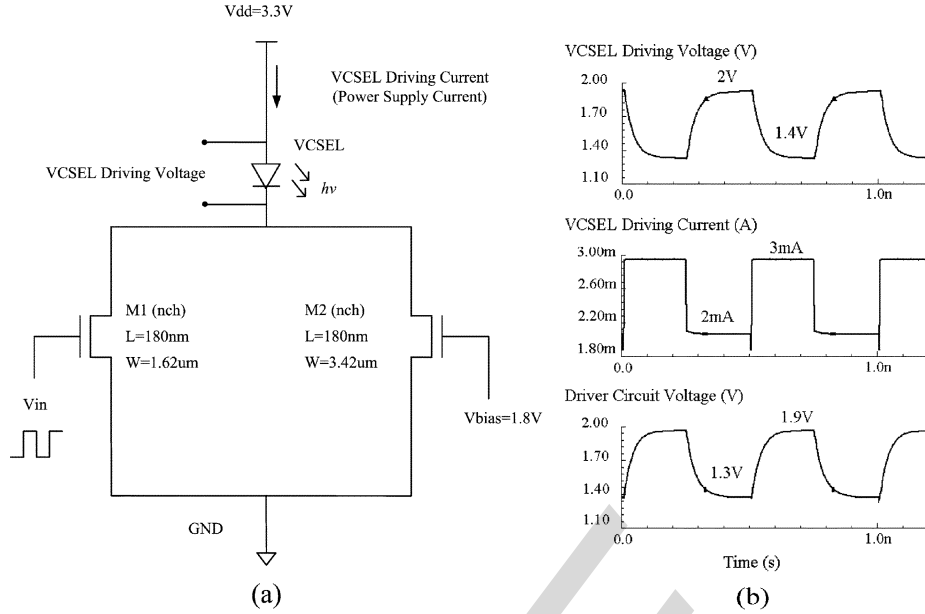 Vdd=3.3V
VCSEL Driving Current
(Power Supply Current)
VCSEL
VCSEL Driving Voltage
hν
M1 (nch)
L=180nm
W=1.62um
M2 (nch)
L=180nm
W=3.42um
Vin
Vbias=1.8V
GND
(a)
VCSEL Driving Voltage (V)
2.00
1.70
1.40
1.10
2V
1.4V
0.0
1.0n
VCSEL Driving Current (A)
3.00m
2.60m
2.20m
1.80m
3mA
2mA
0.0
1.0n
Driver Circuit Voltage (V)
2.00
1.70
1.40
1.10
1.9V
1.3V
0.0
1.0n
Time (s)
(b)